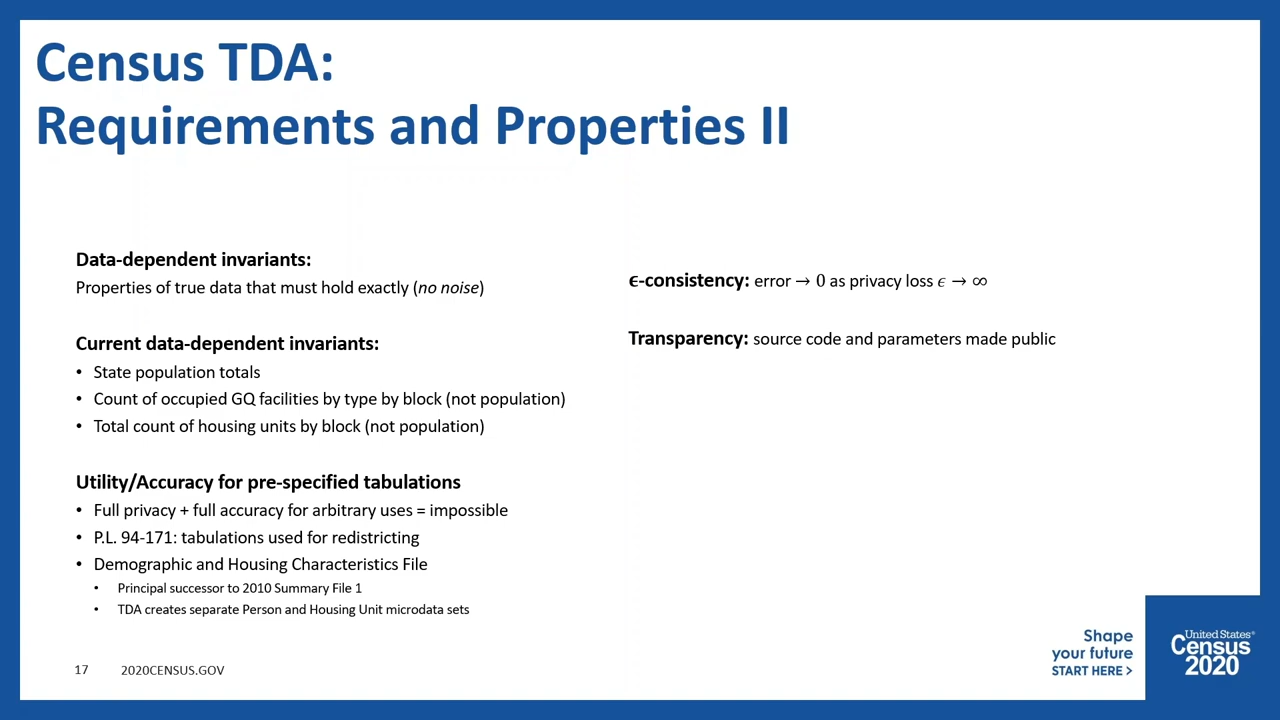 Census TDA:
Requirements and Properties II
Data-dependent invariants:
Properties of true data that must hold exactly (no noise)
Current data-dependent invariants:
• State population totals
• Count of occupied GQ facilities by type by block (not population)
• Total count of housing units by block (not population)
Utility/Accuracy for pre-specified tabulations
• Full privacy + full accuracy for arbitrary uses = impossible
• P.L. 94-171: tabulations used for redistricting
• Demographic and Housing Characteristics File
• Principal successor to 2010 Summary File 1
• TDA creates separate Person and Housing Unit microdata sets
ϵ-consistency: error → 0 as privacy loss ϵ → ∞
Transparency: source code and parameters made public
17 2020CENSUS.GOV
Shape
your future
START HERE >
United States®
Census
2020